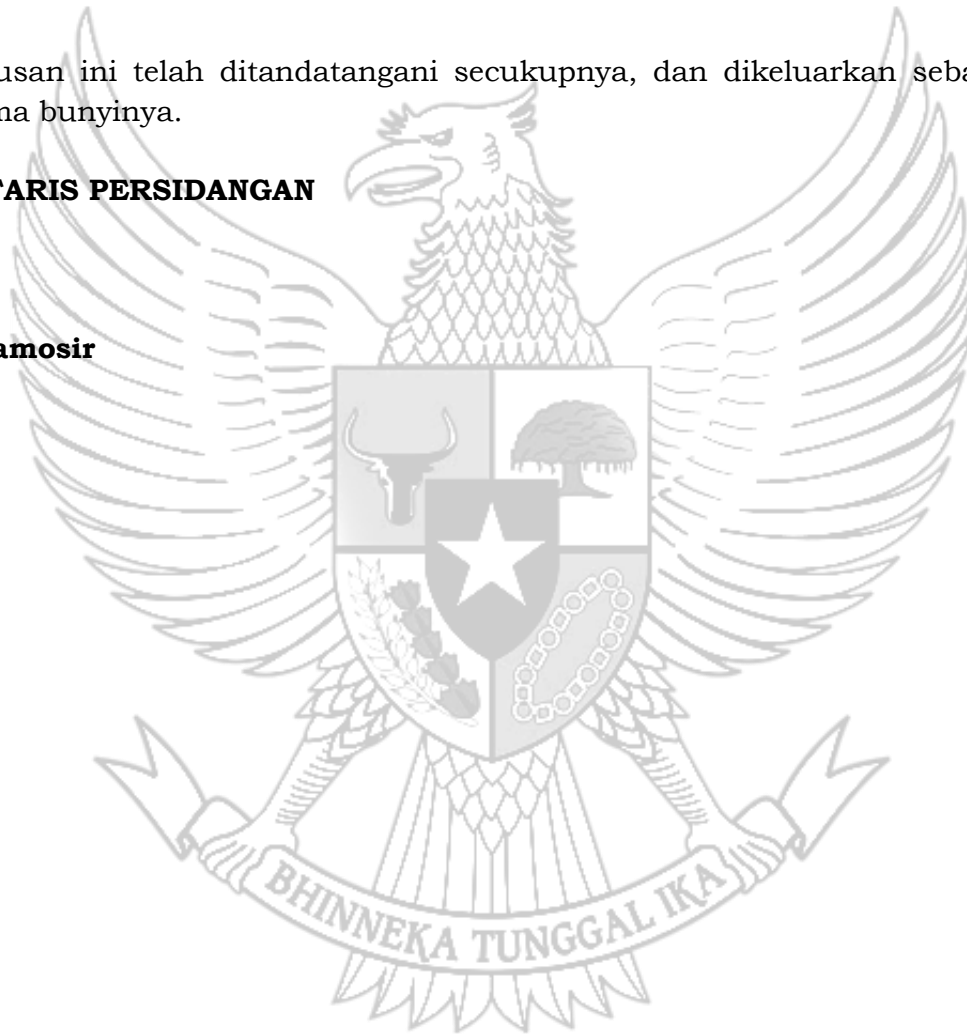 usan ini telah ditandatangani secukupnya, dan dikeluarkan seba
na bunyinya.
TARIS PERSIDANGAN
amosir
BHINNEKA TUNGGAL IKA